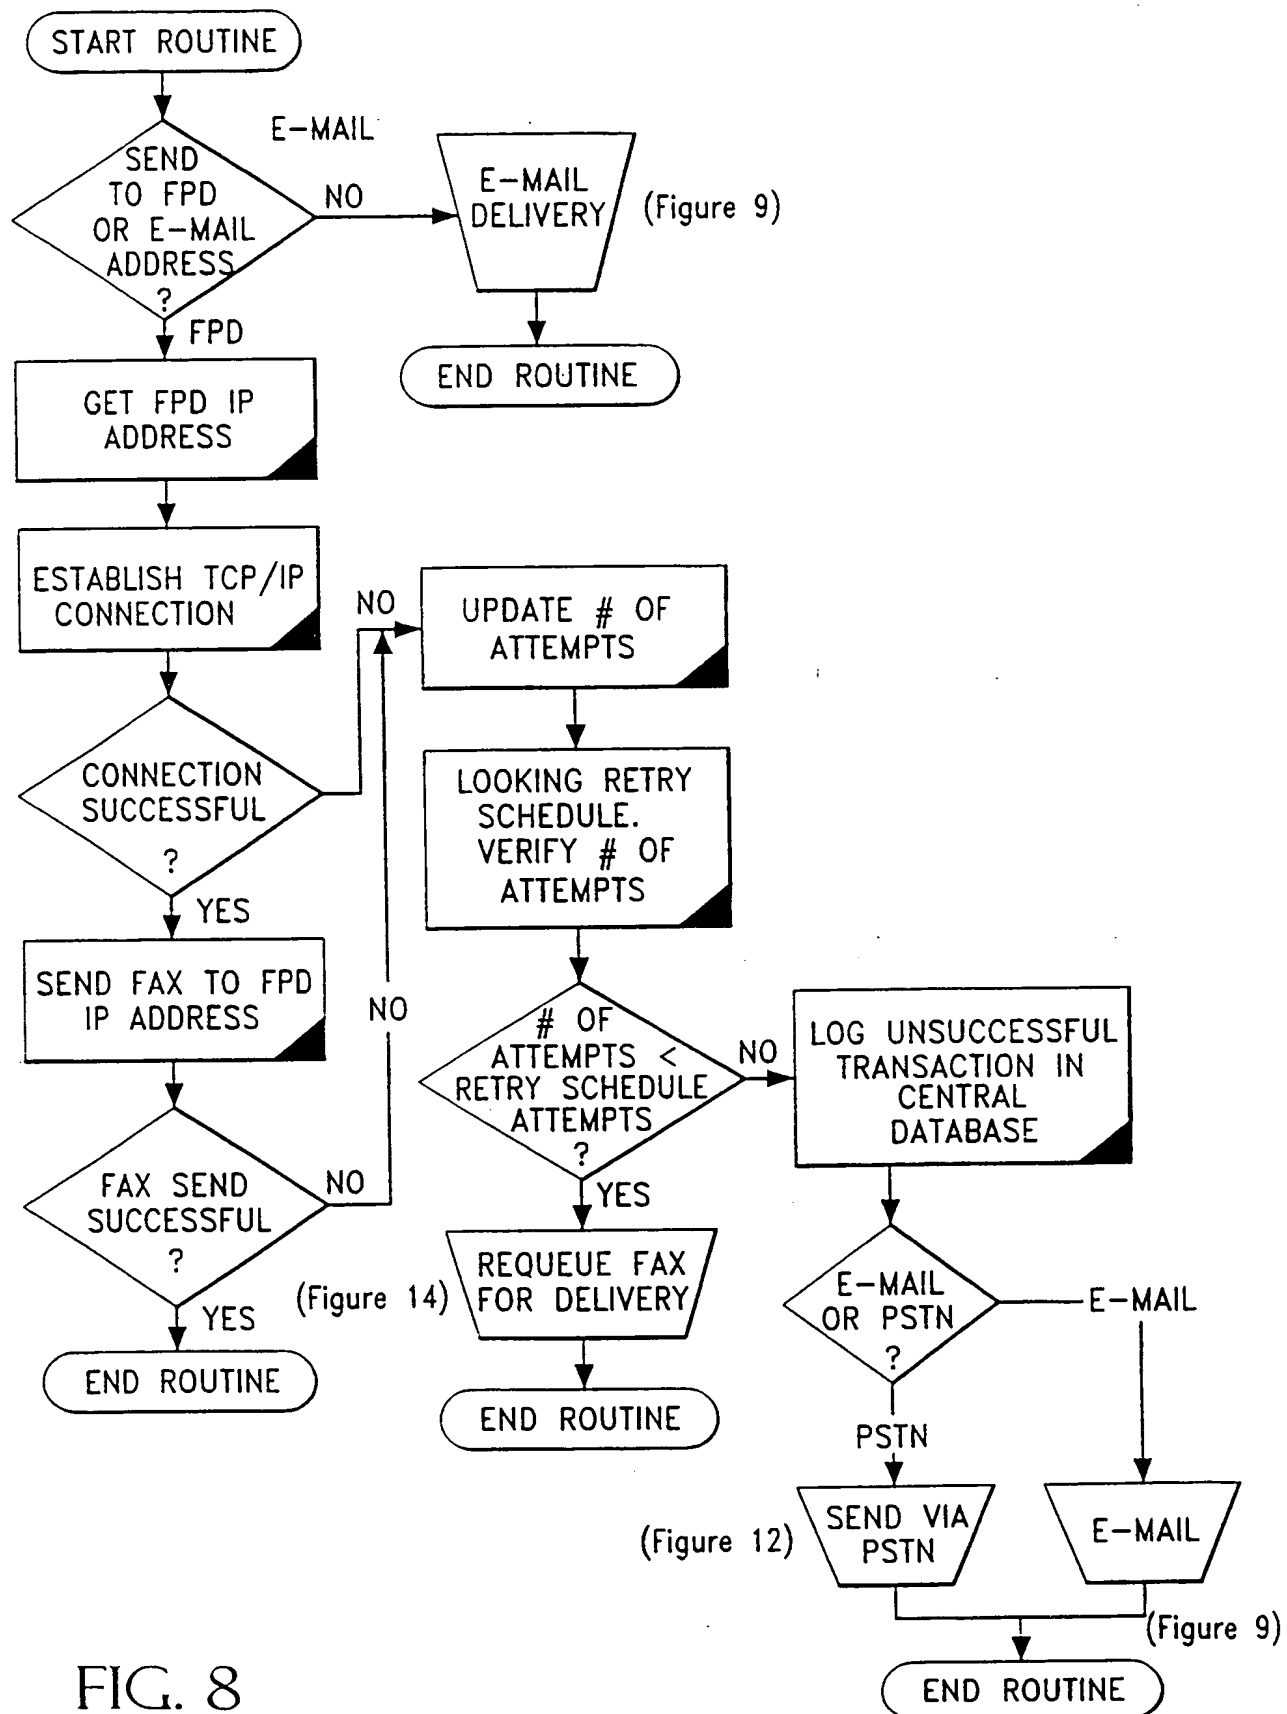 START ROUTINE
SEND
TO FPD
OR E-MAIL
ADDRESS
?
E-MAIL
NO
E-MAIL
DELIVERY
(Figure 9)
END ROUTINE
FPD
GET FPD IP
ADDRESS
ESTABLISH TCP/IP
CONNECTION
CONNECTION
SUCCESSFUL
?
NO
YES
SEND FAX TO FPD
IP ADDRESS
FAX SEND
SUCCESSFUL
?
NO
NO
YES
END ROUTINE
UPDATE # OF
ATTEMPTS
LOOKING RETRY
SCHEDULE.
VERIFY # OF
ATTEMPTS
# OF
ATTEMPTS <
RETRY SCHEDULE
ATTEMPTS
?
NO
YES
REQUEUE FAX
FOR DELIVERY
(Figure 14)
END ROUTINE
LOG UNSUCCESSFUL
TRANSACTION IN
CENTRAL
DATABASE
E-MAIL
OR PSTN
?
E-MAIL
PSTN
SEND VIA
PSTN
(Figure 12)
E-MAIL
(Figure 9)
END ROUTINE
FIG. 8